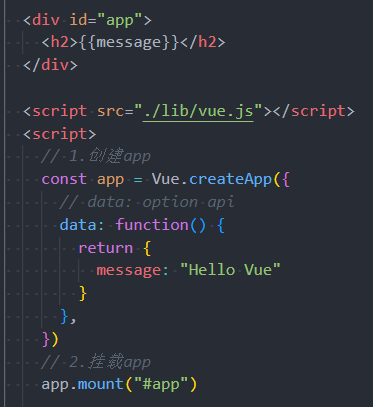 <div id="app">
  <h2>{{message}}</h2>
</div>

<script src="./lib/vue.js"></script>
<script>
  // 1.创建app
  const app = Vue.createApp({
    // data: option api
    data: function() {
      return {
        message: "Hello Vue"
      }
    },
  })
  // 2.挂载app
  app.mount("#app")